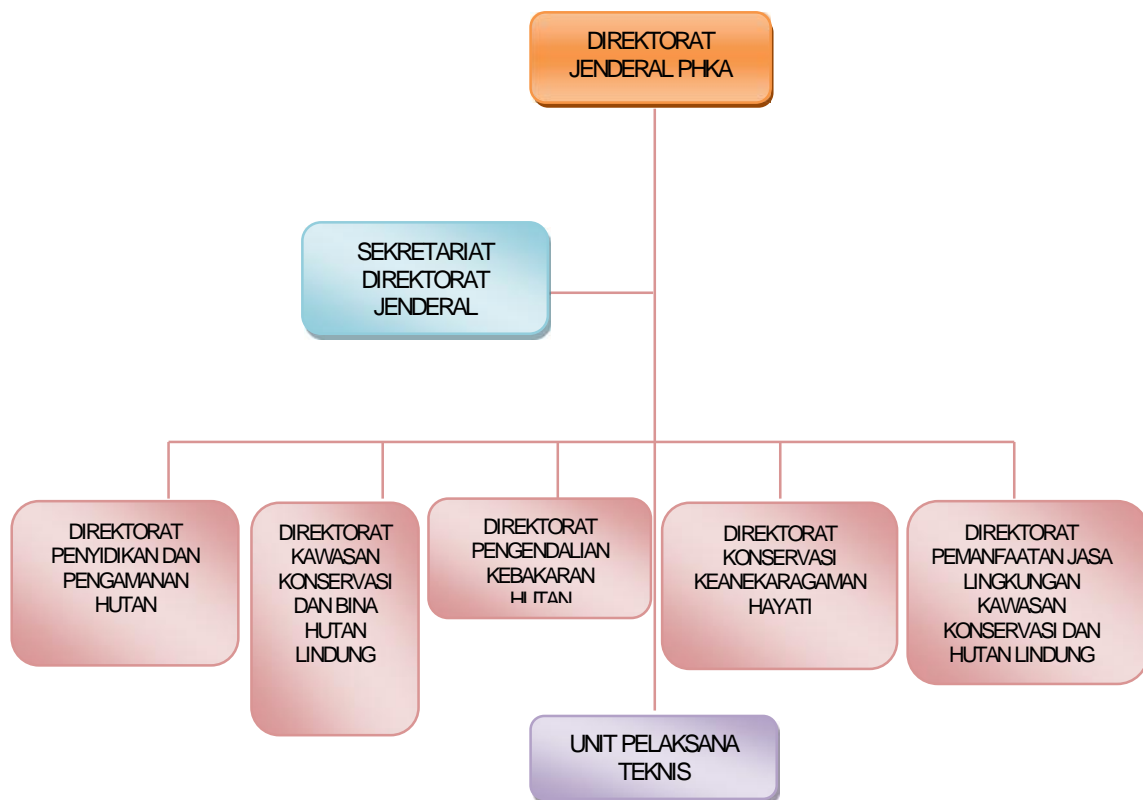 DIREKTORAT
JENDERAL PHKA
SEKRETARIAT
DIREKTORAT
JENDERAL
DIREKTORAT
PENYIDIKAN DAN
PENGAMANAN
HUTAN
DIREKTORAT
KAWASAN
KONSERVASI
DAN BINA
HUTAN
LINDUNG
DIREKTORAT
PENGENDALIAN
KEBAKARAN
HUTAN
DIREKTORAT
KONSERVASI
KEANEKARAGAMAN
HAYATI
DIREKTORAT
PEMANFAATAN JASA
LINGKUNGAN
KAWASAN
KONSERVASI DAN
HUTAN LINDUNG
UNIT PELAKSANA
TEKNIS